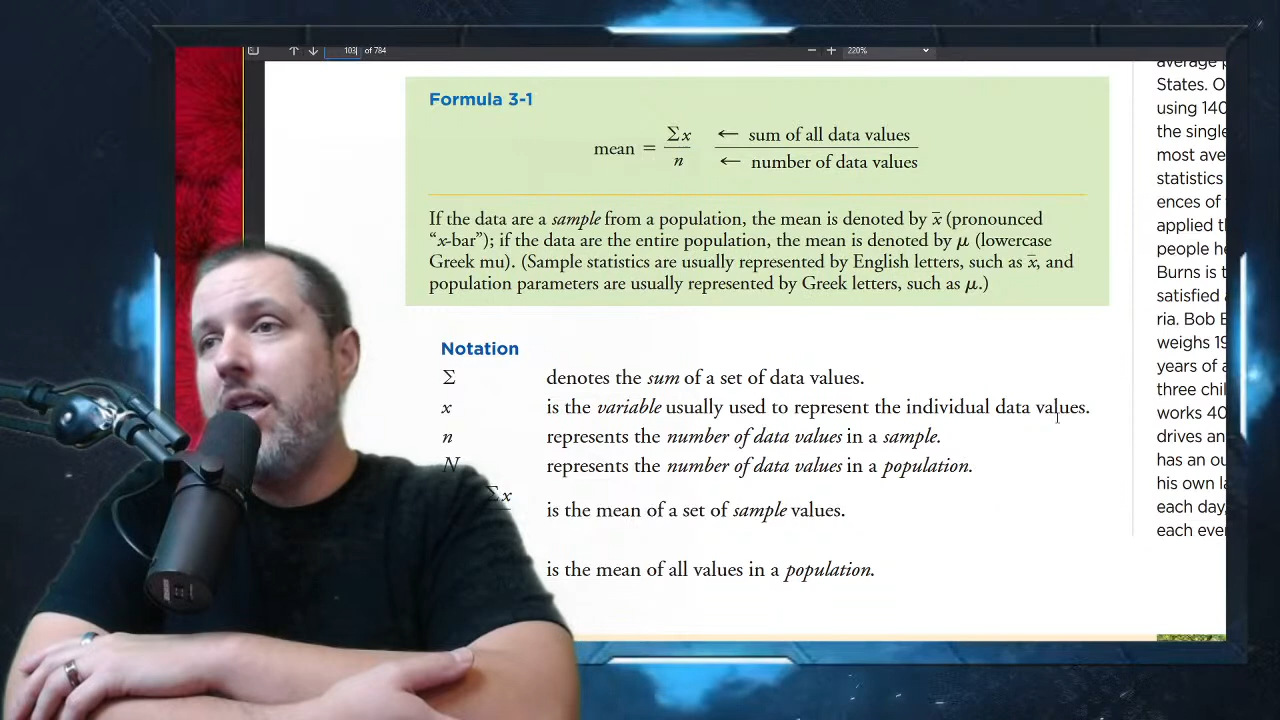 103 of 784
220%
Formula 3-1
mean = Σx / n ← sum of all data values
← number of data values
If the data are a sample from a population, the mean is denoted by x̄ (pronounced
“x-bar”); if the data are the entire population, the mean is denoted by μ (lowercase
Greek mu). (Sample statistics are usually represented by English letters, such as x̄, and
population parameters are usually represented by Greek letters, such as μ.)
Notation
Σ denotes the sum of a set of data values.
x is the variable usually used to represent the individual data values.
n represents the number of data values in a sample.
N represents the number of data values in a population.
Σx is the mean of a set of sample values.
is the mean of all values in a population.
average
States. O
using 140
the single
most ave
statistics
ences of
applied th
people he
Burns is t
satisfied
ria. Bob B
weighs 19
years of a
three chil
works 40
drives an
has an ou
his own la
each day,
each eve